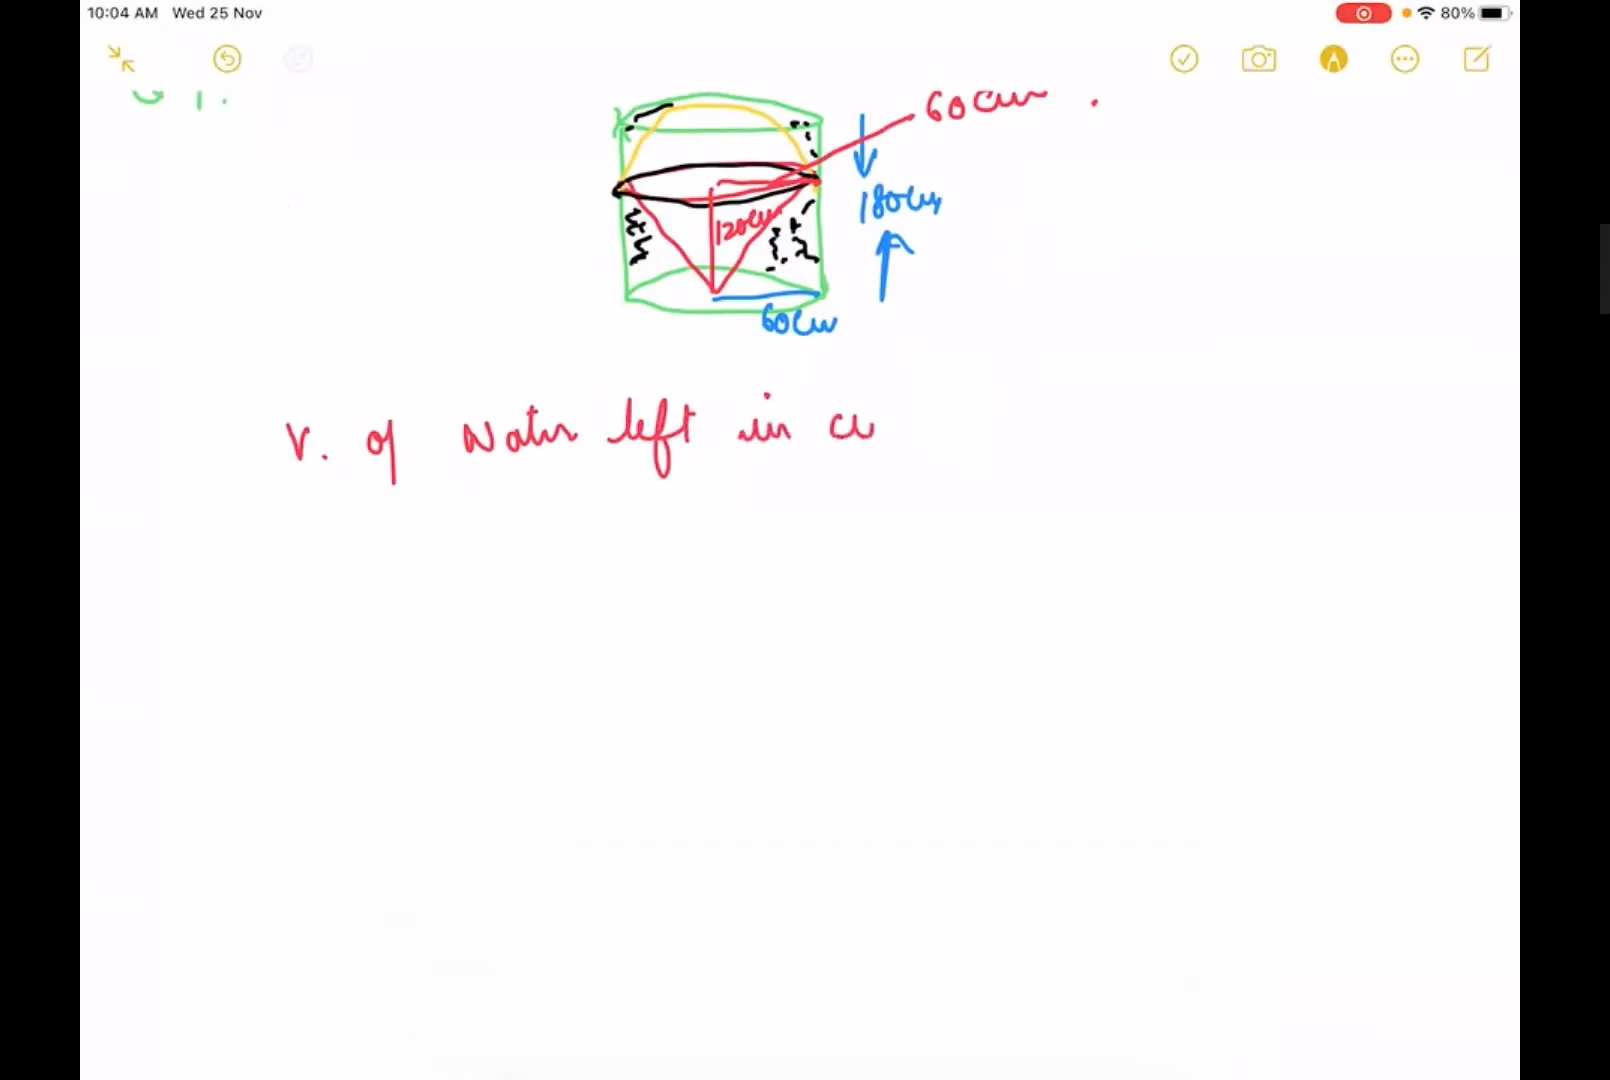 10:04 AM Wed 25 Nov
80%
60cm .
180cm
120cm
60cm
V. of Water left in cu